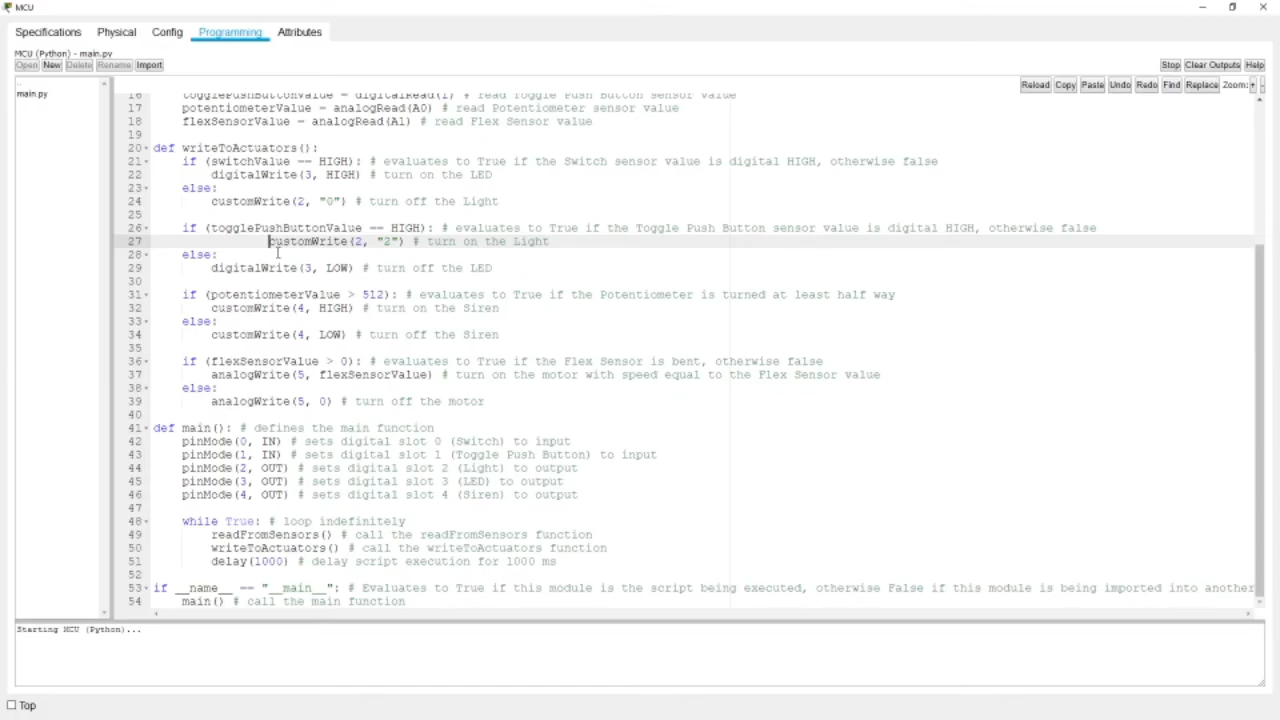 MCU
Specifications Physical Config Programming Attributes
MCU (Python) - main.py
Open New Delete Rename Import Stop Clear Outputs Help
Reload Copy Paste Undo Redo Find Replace Zoom: + -
..
main.py
16 togglePushButtonValue = digitalRead(1) # read Toggle Push Button sensor value
17 potentiometerValue = analogRead(A0) # read Potentiometer sensor value
18 flexSensorValue = analogRead(A1) # read Flex Sensor value
19
20 def writeToActuators():
21 if (switchValue == HIGH): # evaluates to True if the Switch sensor value is digital HIGH, otherwise false
22 digitalWrite(3, HIGH) # turn on the LED
23 else:
24 customWrite(2, "0") # turn off the Light
25
26 if (togglePushButtonValue == HIGH): # evaluates to True if the Toggle Push Button sensor value is digital HIGH, otherwise false
27 customWrite(2, "2") # turn on the Light
28 else:
29 digitalWrite(3, LOW) # turn off the LED
30
31 if (potentiometerValue > 512): # evaluates to True if the Potentiometer is turned at least half way
32 customWrite(4, HIGH) # turn on the Siren
33 else:
34 customWrite(4, LOW) # turn off the Siren
35
36 if (flexSensorValue > 0): # evaluates to True if the Flex Sensor is bent, otherwise false
37 analogWrite(5, flexSensorValue) # turn on the motor with speed equal to the Flex Sensor value
38 else:
39 analogWrite(5, 0) # turn off the motor
40
41 def main(): # defines the main function
42 pinMode(0, IN) # sets digital slot 0 (Switch) to input
43 pinMode(1, IN) # sets digital slot 1 (Toggle Push Button) to input
44 pinMode(2, OUT) # sets digital slot 2 (Light) to output
45 pinMode(3, OUT) # sets digital slot 3 (LED) to output
46 pinMode(4, OUT) # sets digital slot 4 (Siren) to output
47
48 while True: # loop indefinitely
49 readFromSensors() # call the readFromSensors function
50 writeToActuators() # call the writeToActuators function
51 delay(1000) # delay script execution for 1000 ms
52
53 if __name__ == "__main__": # Evaluates to True if this module is the script being executed, otherwise False if this module is being imported into another
54 main() # call the main function
Starting MCU (Python)...
Top